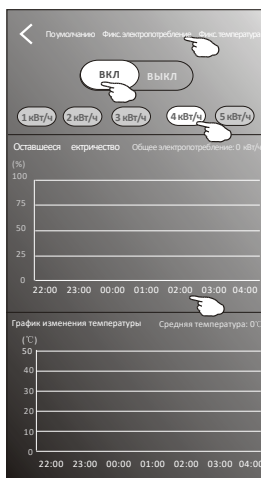 По умолчанию Фикс.электропотребление Фикс.температура
ВКЛ ВЫКЛ
1 кВт/ч 2 кВт/ч 3 кВт/ч 4 кВт/ч 5 кВт/ч
Оставшееся ектричество Общее электропотребление: 0 кВт/ч
(%)
100
75
50
25
0
22:00 23:00 00:00 01:00 02:00 03:00 04:00
График изменения температуры Средняя температура: 0℃
(℃)
50
40
30
20
10
0
22:00 23:00 00:00 01:00 02:00 03:00 04:00